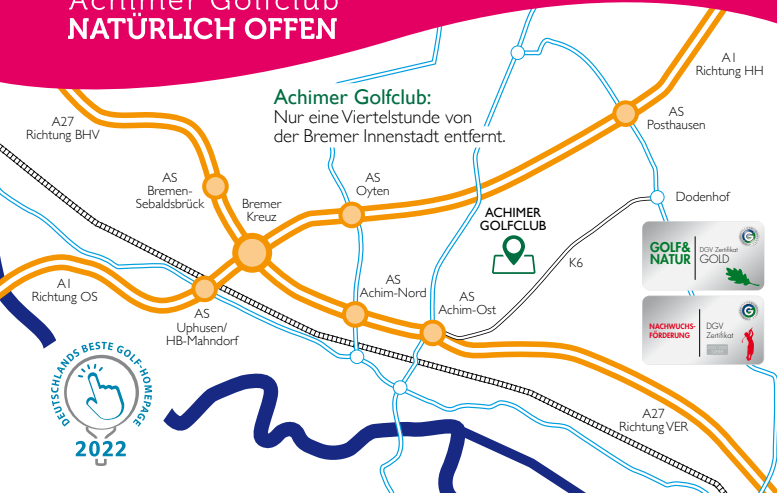 Achimer Golfclub
NATÜRLICH OFFEN
A1
Richtung HH
Achimer Golfclub:
Nur eine Viertelstunde von
der Bremer Innenstadt entfernt.
A27
Richtung BHV
AS
Posthausen
AS
Bremen-
Sebaldsbrück
Bremer
Kreuz
AS
Oyten
Dodenhof
ACHIMER
GOLFCLUB
K6
GOLF&
NATUR
DGV Zertifikat
GOLD
A1
Richtung OS
AS
Achim-Nord
AS
Achim-Ost
AS
Uphusen/
HB-Mahndorf
NACHWUCHS-
FÖRDERUNG
DGV
Zertifikat
DEUTSCHLANDS BESTE GOLF-HOMEPAGE
2022
A27
Richtung VER